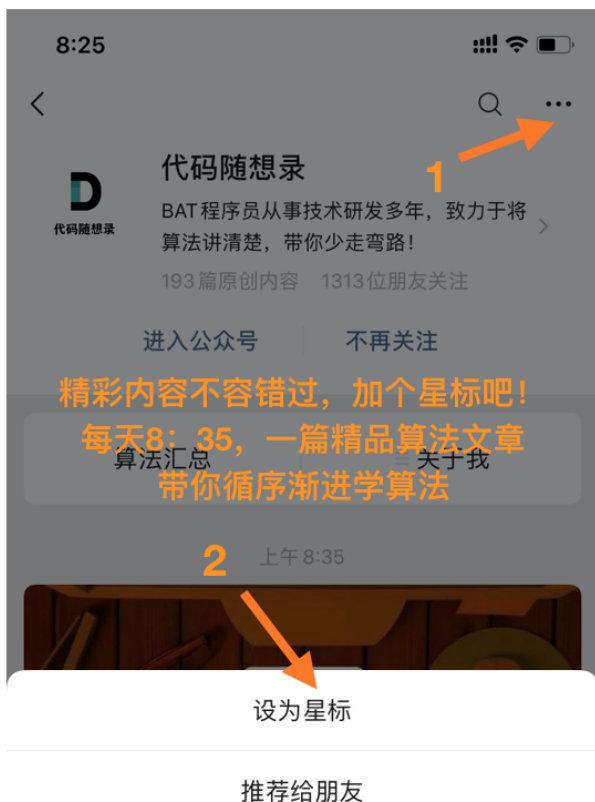 8:25
1
代码随想录
代码随想录
BAT程序员从事技术研发多年，致力于将
算法讲清楚，带你少走弯路！
193篇原创内容 1313位朋友关注
进入公众号 不再关注
精彩内容不容错过，加个星标吧！
每天8：35，一篇精品算法文章
算法汇总 关于我
带你循序渐进学算法
2
上午8:35
设为星标
推荐给朋友